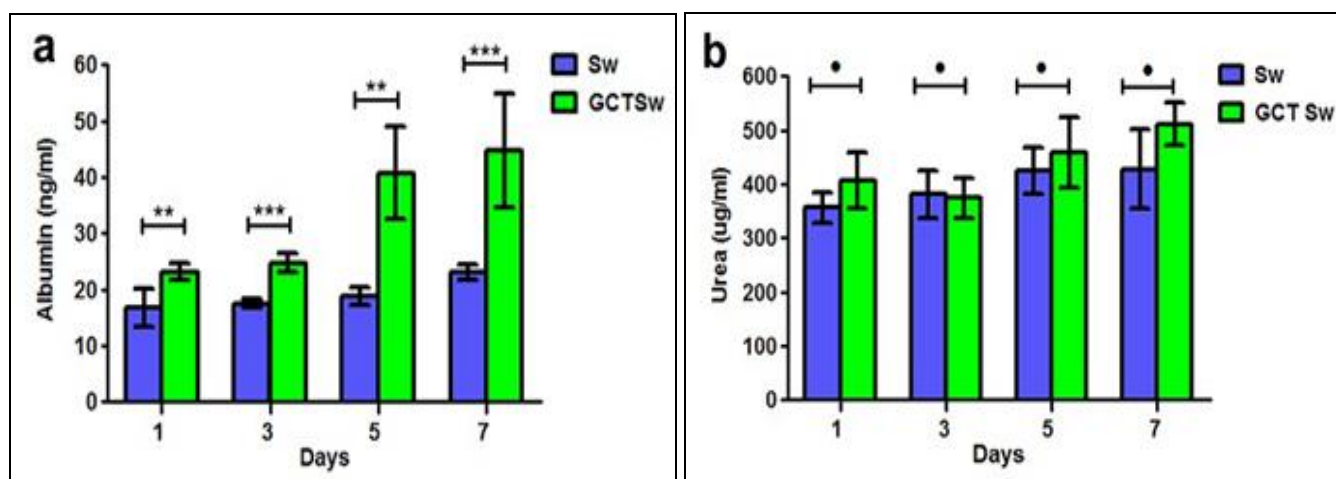 a
Albumin (ng/ml)
60
50
40
30
20
10
0
**
***
**
***
1 3 5 7
Days
Sw
GCTSw
b
Urea (ug/ml)
600
500
400
300
200
100
0
•
•
•
•
1 3 5 7
Days
Sw
GCT Sw